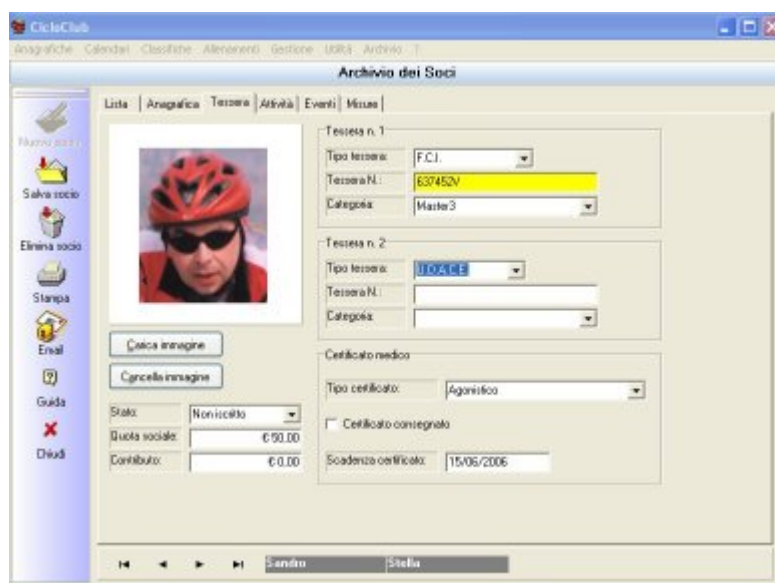 CicloClub
Anagrafiche Calendari Classifiche Allenamenti Gestione Utilità Archivio ?
Archivio dei Soci
Lista Anagrafica Tessera Attività Eventi Misure
Nuovo socio
Salva socio
Elimina socio
Stampa
Email
Guida
Chiudi
Carica immagine
Cancella immagine
Stato: Non iscritto
Quota sociale: € 50.00
Contributo: € 0.00
Tessera n. 1
Tipo tessera: F.C.I.
Tessera N.: 637452V
Categoria: Master3
Tessera n. 2
Tipo tessera: U.D.A.C.E.
Tessera N.:
Categoria:
Certificato medico
Tipo certificato: Agonistico
Certificato consegnato
Scadenza certificato: 15/06/2006
Sandro Stella